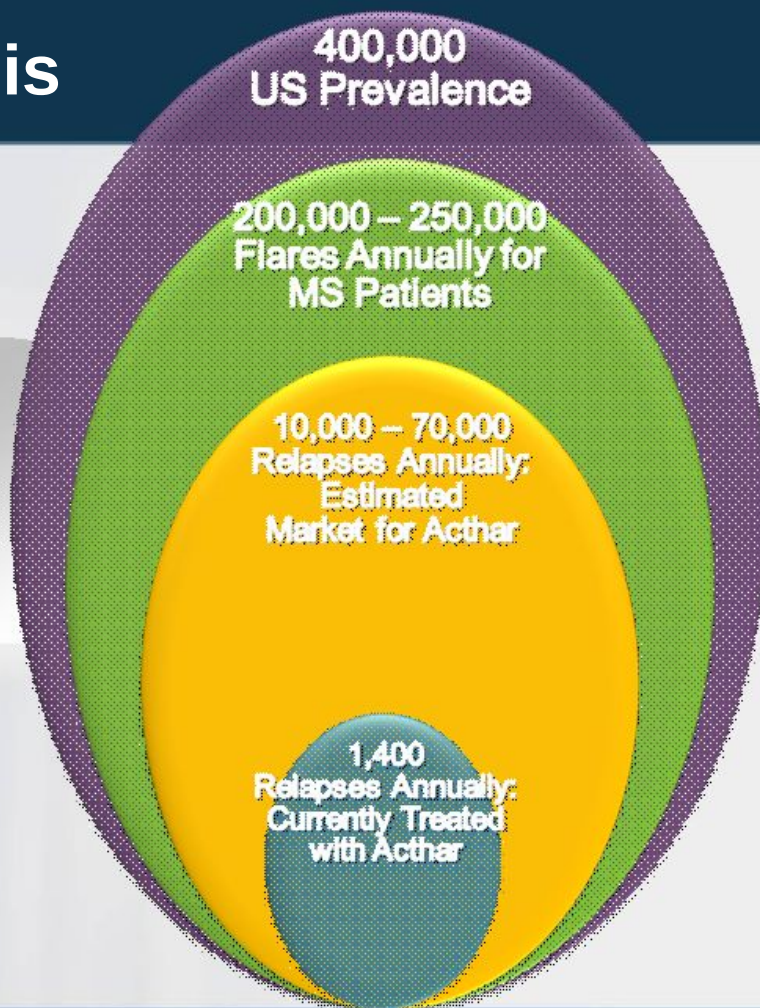 is
400,000
US Prevalence
200,000 – 250,000
Flares Annually for
MS Patients
10,000 – 70,000
Relapses Annually:
Estimated
Market for Acthar
1,400
Relapses Annually:
Currently Treated
with Acthar